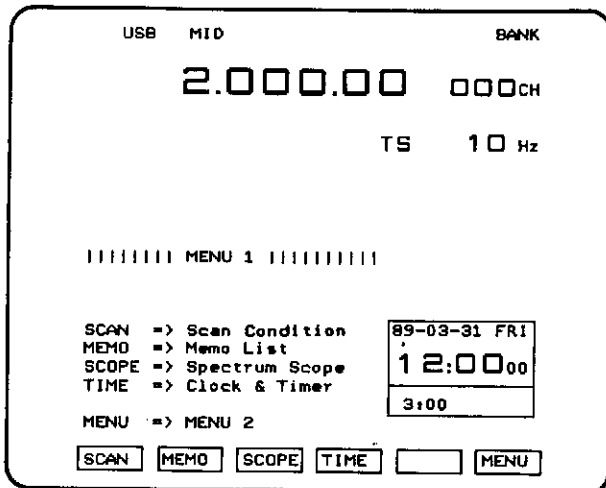 USB MID BANK
2.000.00 000CH
TS 10 Hz
|||||||| MENU 1 ||||||||||
SCAN => Scan Condition
MEMO => Memo List
SCOPE => Spectrum Scope
TIME => Clock & Timer
MENU => MENU 2
89-03-31 FRI
12:00 00
3:00
SCAN MEMO SCOPE TIME MENU